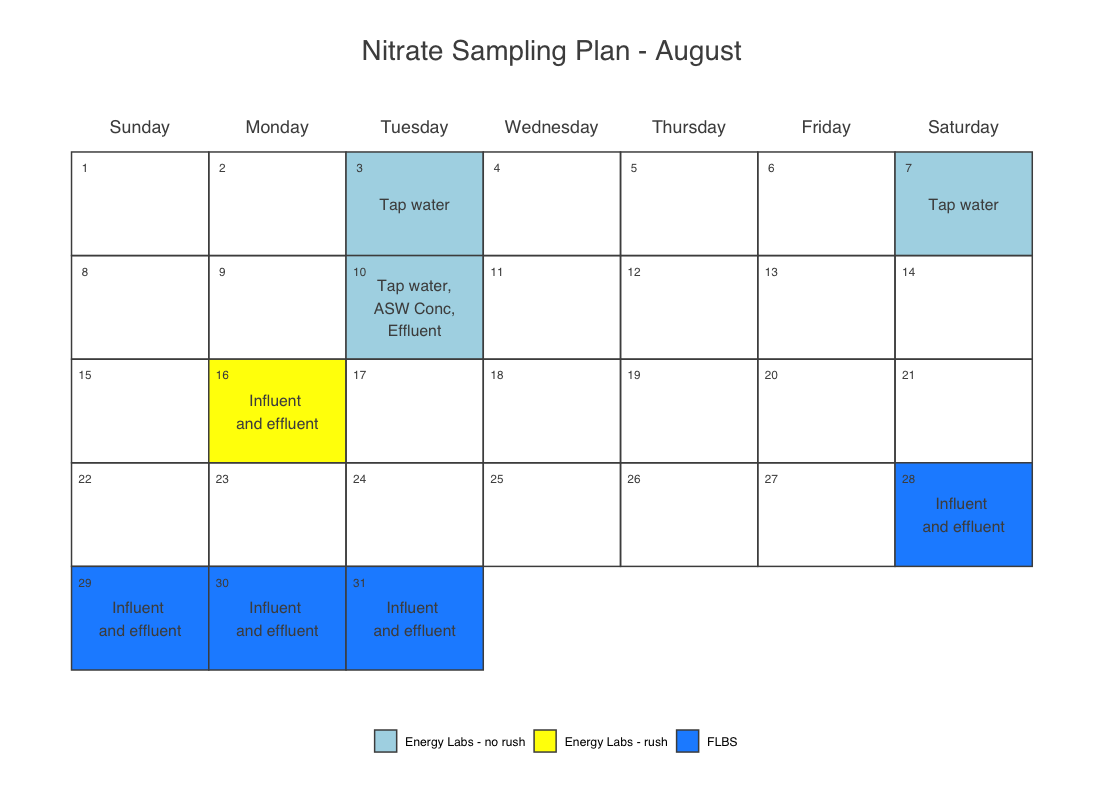 Nitrate Sampling Plan - August
Sunday Monday Tuesday Wednesday Thursday Friday Saturday
1 2 3 4 5 6 7
Tap water Tap water
8 9 10 11 12 13 14
Tap water,
ASW Conc,
Effluent
15 16 17 18 19 20 21
Influent
and effluent
22 23 24 25 26 27 28
Influent
and effluent
29 30 31
Influent Influent Influent
and effluent and effluent and effluent
Energy Labs - no rush Energy Labs - rush FLBS